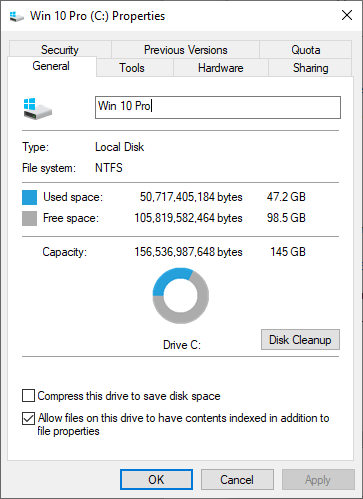 Win 10 Pro (C:) Properties
Security Previous Versions Quota
General Tools Hardware Sharing
Win 10 Pro
Type: Local Disk
File system: NTFS
Used space: 50,717,405,184 bytes 47.2 GB
Free space: 105,819,582,464 bytes 98.5 GB
Capacity: 156,536,987,648 bytes 145 GB
Drive C: Disk Cleanup
Compress this drive to save disk space
Allow files on this drive to have contents indexed in addition to
file properties
OK Cancel Apply